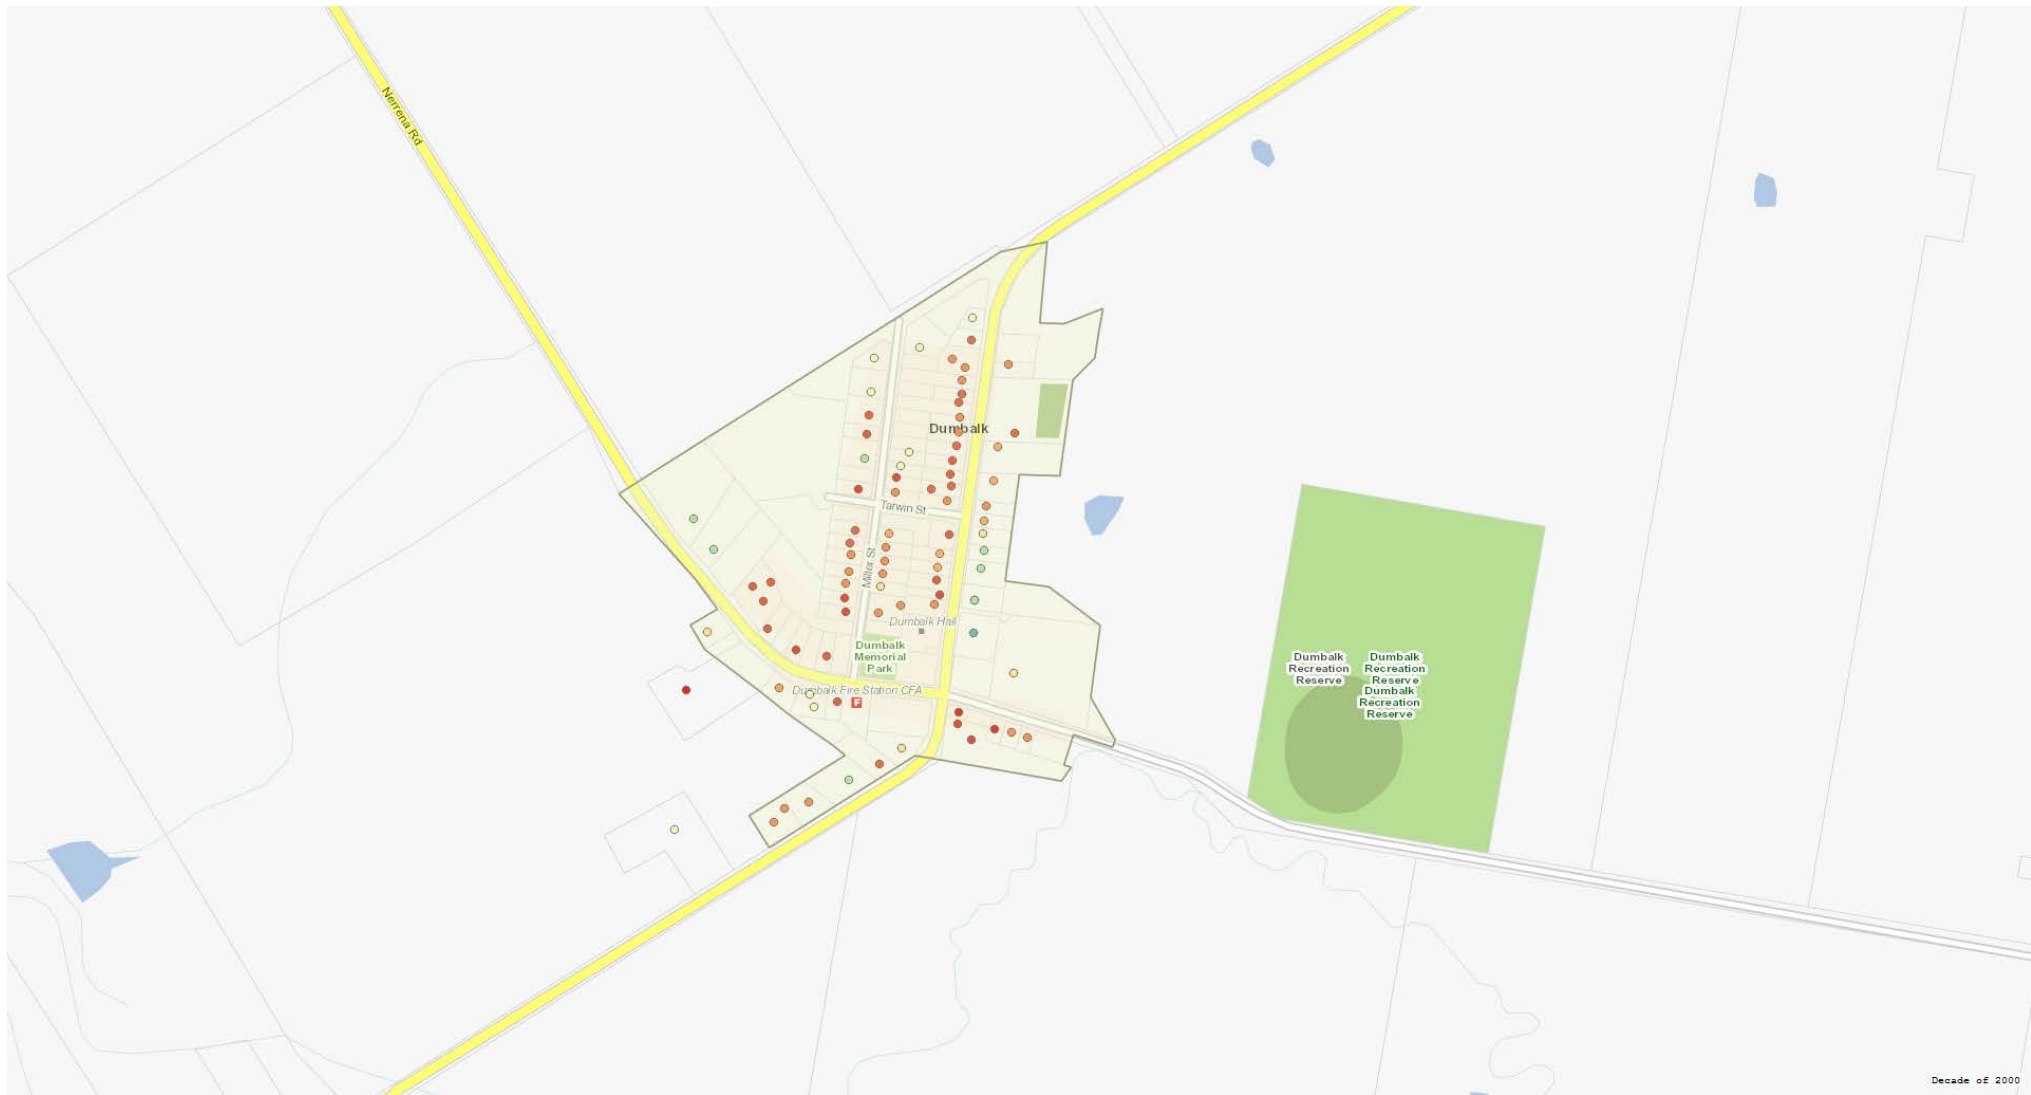 Nerrena Rd
Dumbalk
Tarwin St
Miller St
Dumbalk Hall
Dumbalk
Memorial
Park
Dumbalk Fire Station CFA
F
Dumbalk
Recreation
Reserve
Dumbalk
Recreation
Reserve
Dumbalk
Recreation
Reserve
Decade of 2000